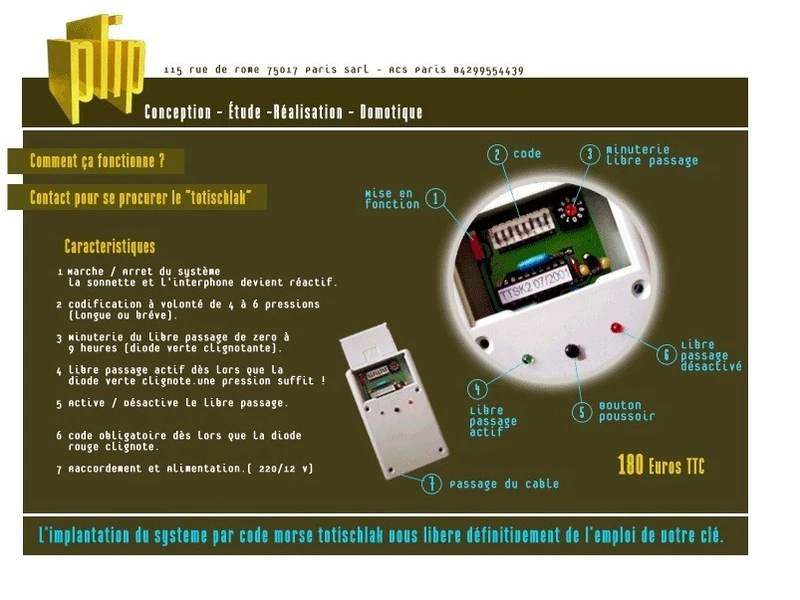 php
115 rue de rome 75017 Paris sarl - RCS Paris B4299554439
Conception - Étude -Réalisation - Domotique
Comment ça fonctionne ?
Contact pour se procurer le "totischlak"
Caracteristiques
1 Marche / Arret du système
La sonnette et l'interphone devient réactif.
2 codification à volonté de 4 à 6 pressions
(Longue ou bréve).
3 minuterie du Libre passage de zero à
9 heures (diode verte clignotante).
4 Libre passage actif dès lors que la
diode verte clignote.une pression suffit !
5 Active / Désactive le Libre passage.
6 code obligatoire dès lors que la diode
rouge clignote.
7 Raccordement et Alimentation.( 220/12 v)
Mise en
fonction
1
2 code
3 minuterie
Libre passage
TTSK2 07/2001
4
Libre
passage
actif
5 Bouton
poussoir
6 Libre
passage
désactivé
7 passage du cable
180 Euros TTC
L'implantation du systeme par code morse totischlak vous libere définitivement de l'emploi de votre clé.